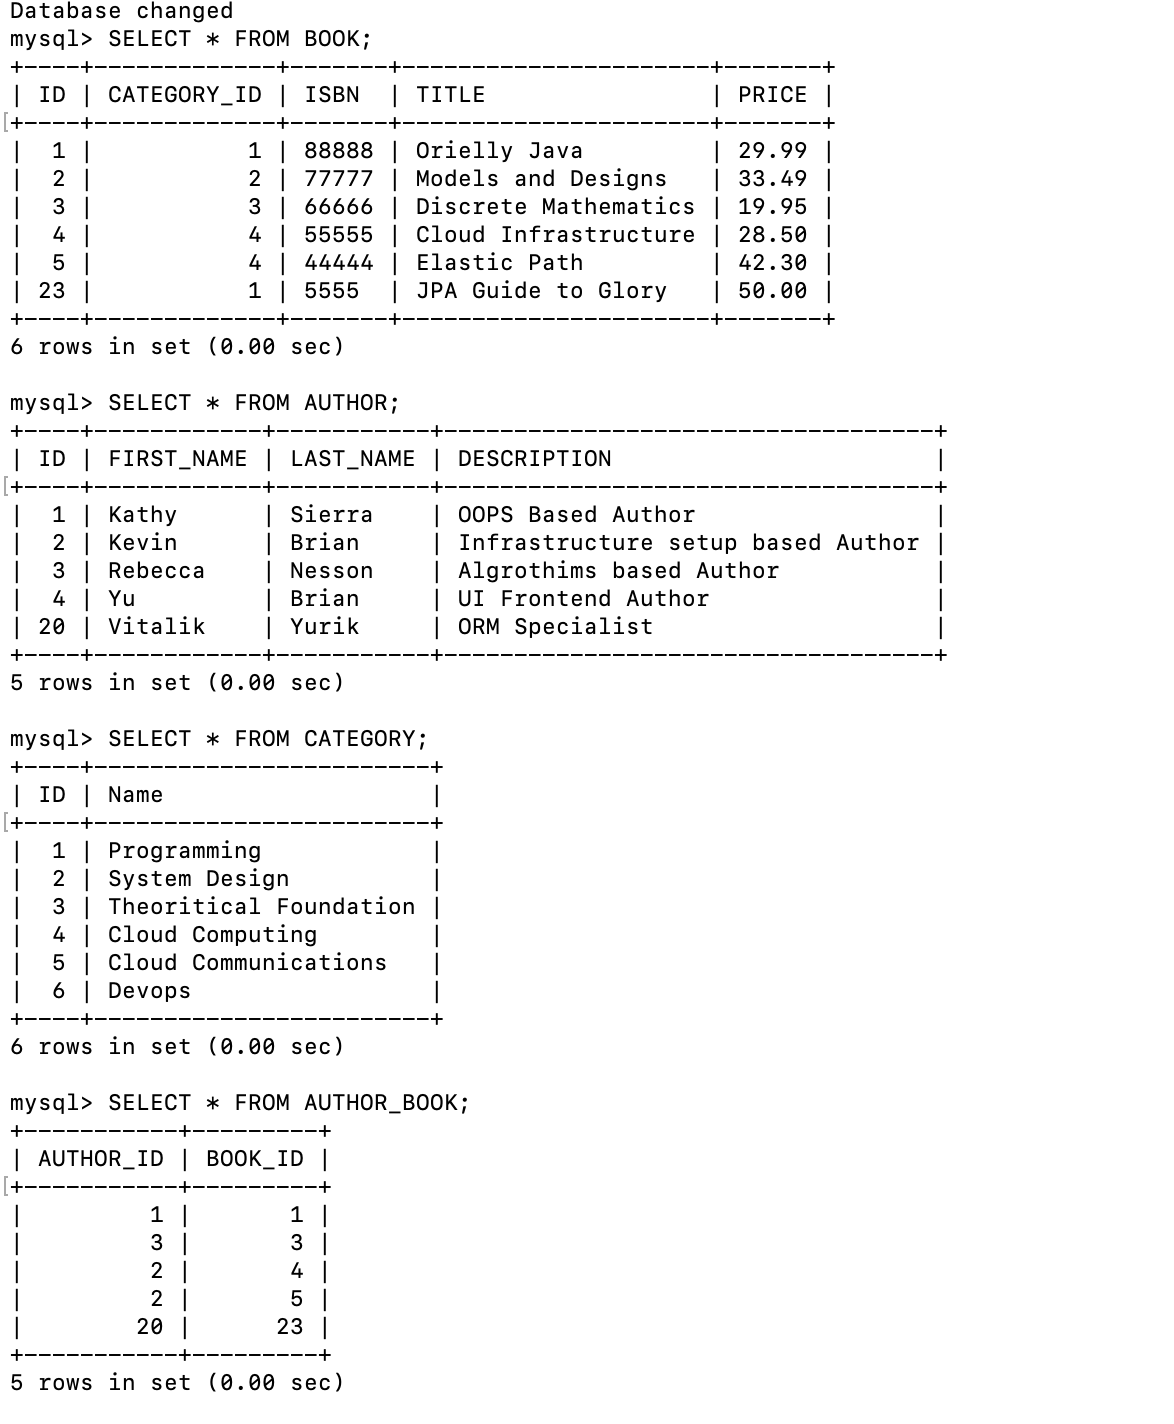 Database changed
mysql> SELECT * FROM BOOK;
+----+-------------+-------+----------------------+-------+
| ID | CATEGORY_ID | ISBN  | TITLE                | PRICE |
[+----+-------------+-------+----------------------+-------+
|  1 |           1 | 88888 | Orielly Java         | 29.99 |
|  2 |           2 | 77777 | Models and Designs   | 33.49 |
|  3 |           3 | 66666 | Discrete Mathematics | 19.95 |
|  4 |           4 | 55555 | Cloud Infrastructure | 28.50 |
|  5 |           4 | 44444 | Elastic Path         | 42.30 |
| 23 |           1 | 5555  | JPA Guide to Glory   | 50.00 |
+----+-------------+-------+----------------------+-------+
6 rows in set (0.00 sec)

mysql> SELECT * FROM AUTHOR;
+----+------------+-----------+-----------------------------------+
| ID | FIRST_NAME | LAST_NAME | DESCRIPTION                       |
[+----+------------+-----------+-----------------------------------+
|  1 | Kathy      | Sierra    | OOPS Based Author                 |
|  2 | Kevin      | Brian     | Infrastructure setup based Author |
|  3 | Rebecca    | Nesson    | Algrothims based Author           |
|  4 | Yu         | Brian     | UI Frontend Author                |
| 20 | Vitalik    | Yurik     | ORM Specialist                    |
+----+------------+-----------+-----------------------------------+
5 rows in set (0.00 sec)

mysql> SELECT * FROM CATEGORY;
+----+------------------------+
| ID | Name                   |
[+----+------------------------+
|  1 | Programming            |
|  2 | System Design          |
|  3 | Theoritical Foundation |
|  4 | Cloud Computing        |
|  5 | Cloud Communications   |
|  6 | Devops                 |
+----+------------------------+
6 rows in set (0.00 sec)

mysql> SELECT * FROM AUTHOR_BOOK;
+-----------+---------+
| AUTHOR_ID | BOOK_ID |
[+-----------+---------+
|         1 |       1 |
|         3 |       3 |
|         2 |       4 |
|         2 |       5 |
|        20 |      23 |
+-----------+---------+
5 rows in set (0.00 sec)